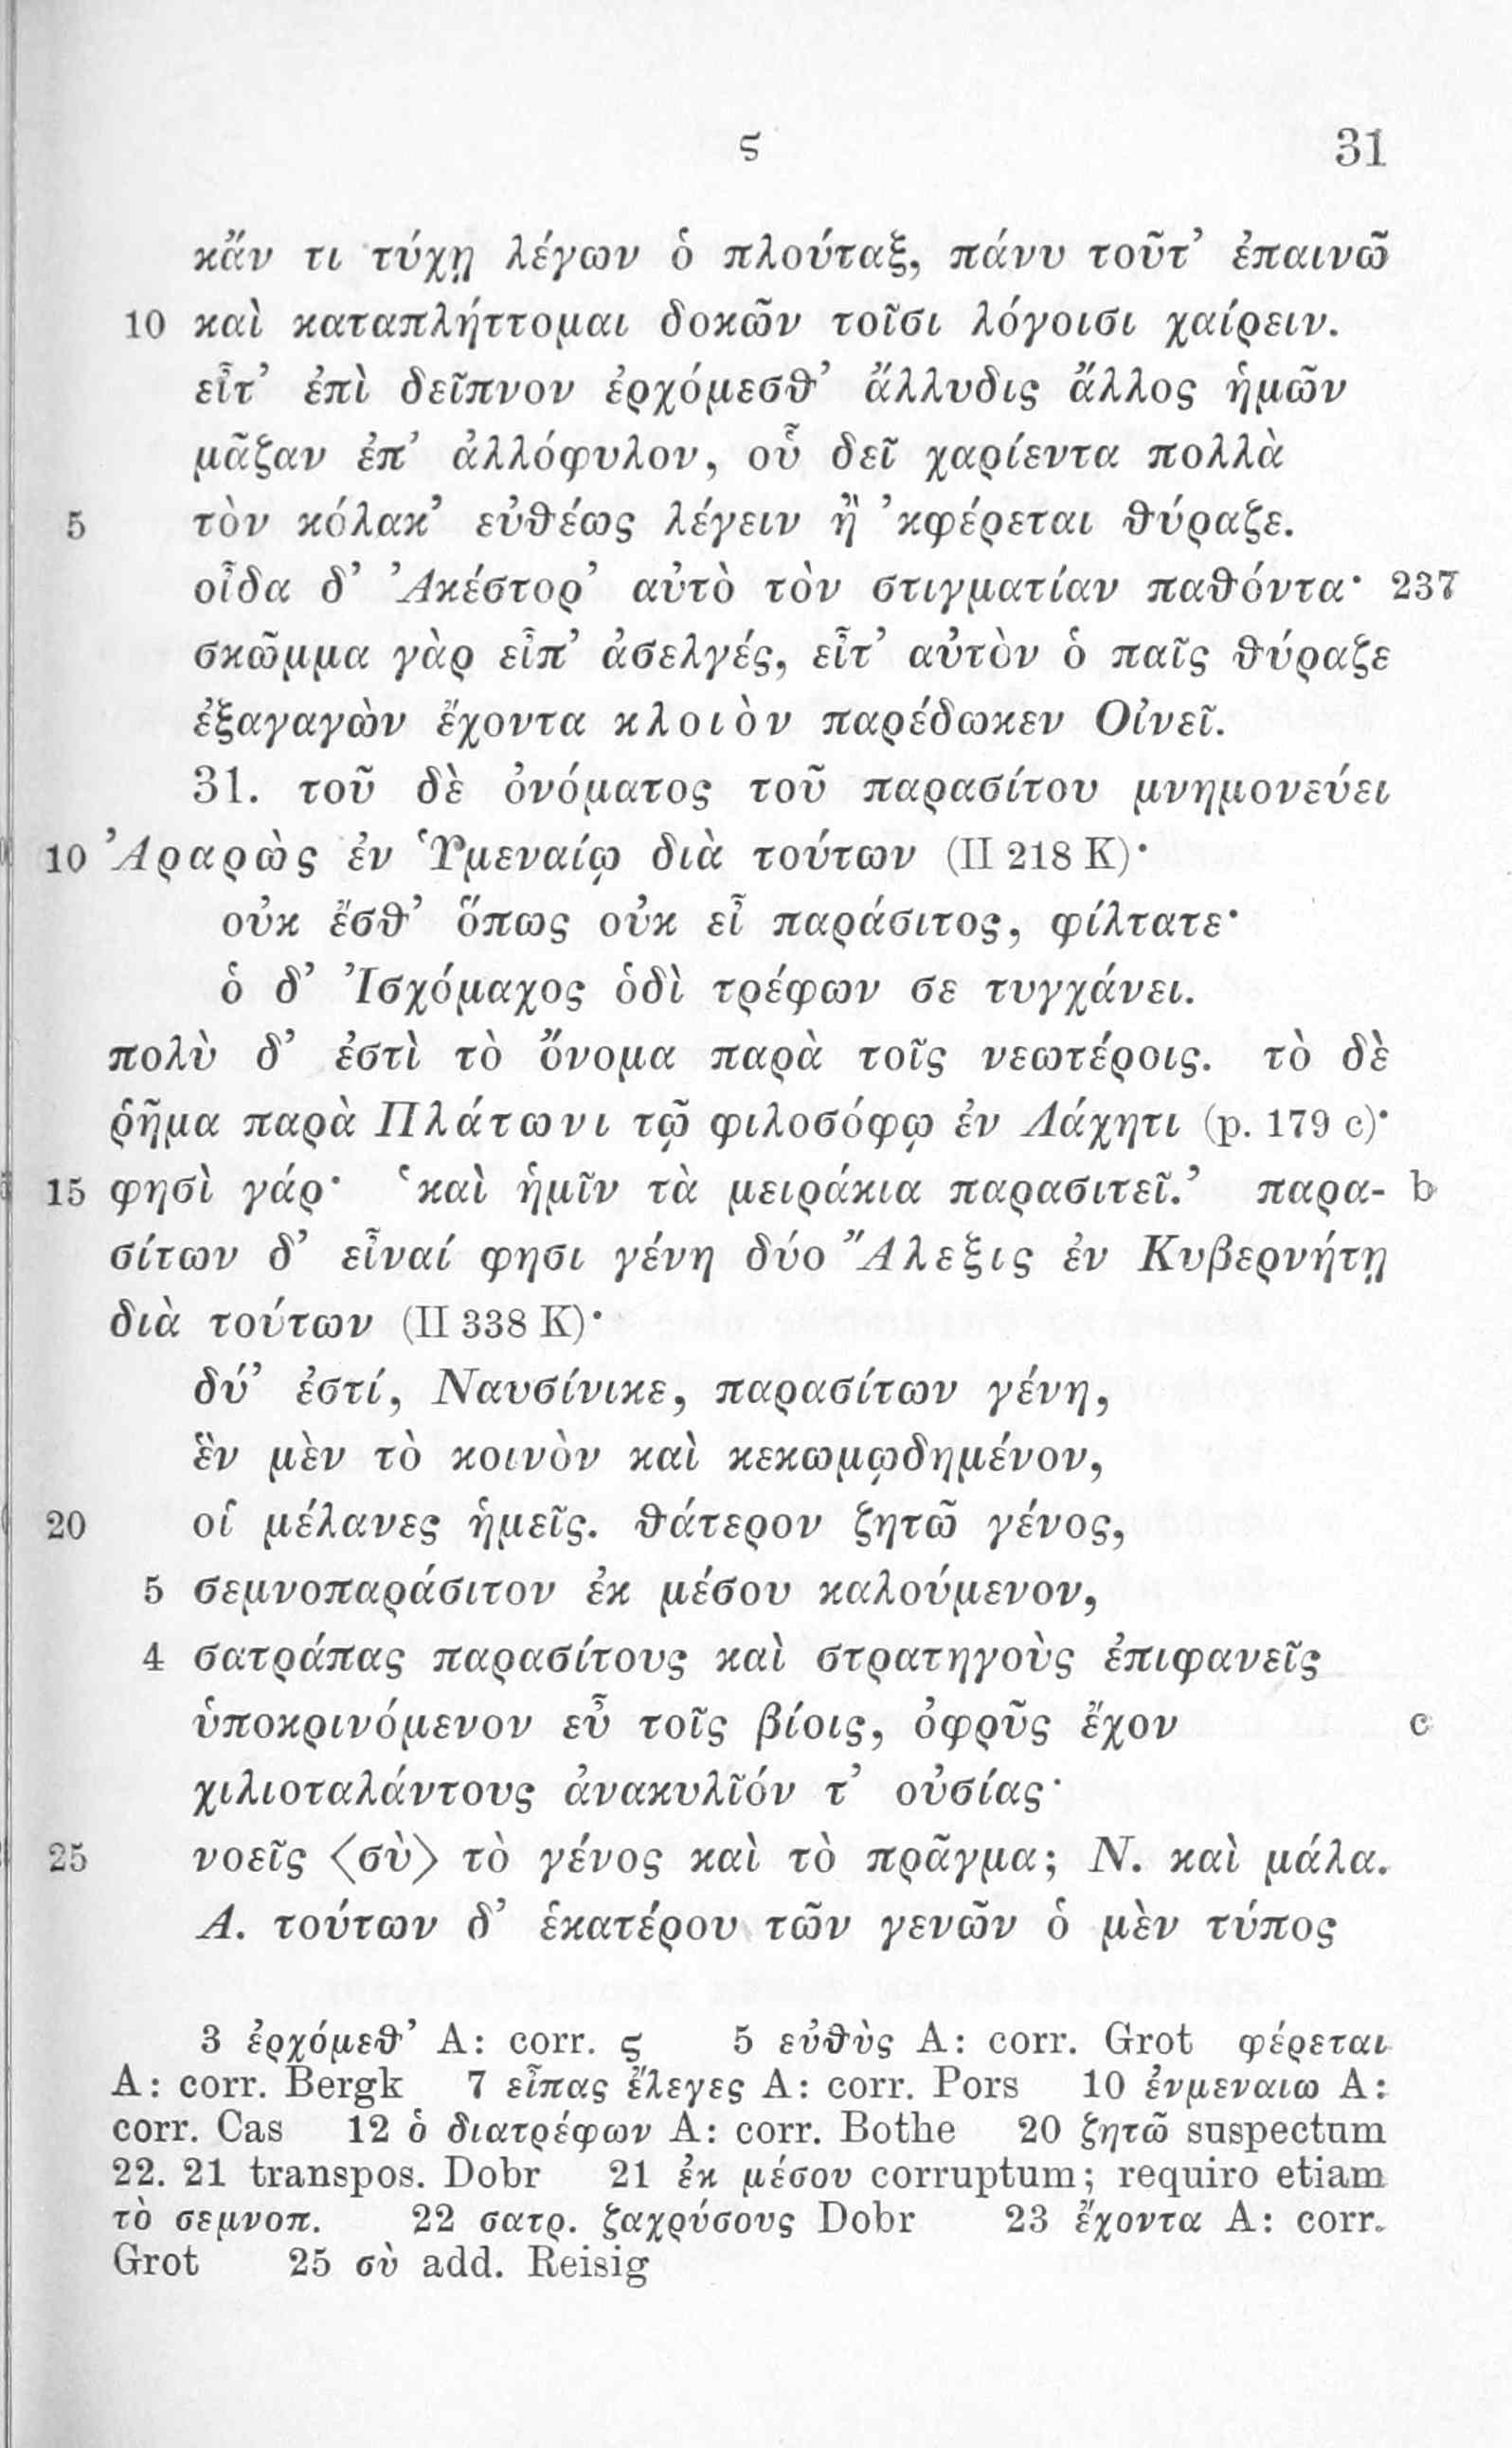 ϛ 31
κἄν τι τύχῃ λέγων ὁ πλούταξ, πάνυ τοῦτ’ ἐπαινῶ
10 καὶ καταπλήττομαι δοκῶν τοῖσι λόγοισι χαίρειν.
εἶτ’ ἐπὶ δεῖπνον ἐρχόμεσθ’ ἄλλυδις ἄλλος ἡμῶν
μᾶζαν ἐπ’ ἀλλόφυλον, οὗ δεῖ χαρίεντα πολλὰ
5 τὸν κόλακ’ εὐθέως λέγειν ἢ ’κφέρεται θύραζε.
οἶδα δ’ Ἀκέστορ’ αὐτὸ τὸν στιγματίαν παθόντα· 237
σκῶμμα γὰρ εἶπ’ ἀσελγές, εἶτ’ αὐτὸν ὁ παῖς θύραζε
ἐξαγαγὼν ἔχοντα κλοιὸν παρέδωκεν Οἰνεῖ.
31. τοῦ δὲ ὀνόματος τοῦ παρασίτου μνημονεύει
10 Ἀραρὼς ἐν Ὑμεναίῳ διὰ τούτων (II 218 K)·
οὐκ ἔσθ’ ὅπως οὐκ εἶ παράσιτος, φίλτατε·
ὁ δ’ Ἰσχόμαχος ὁδὶ τρέφων σε τυγχάνει.
πολὺ δ’ ἐστὶ τὸ ὄνομα παρὰ τοῖς νεωτέροις. τὸ δὲ
ῥῆμα παρὰ Πλάτωνι τῷ φιλοσόφῳ ἐν Λάχητι (p. 179 c)·
15 φησὶ γάρ· ‘καὶ ἡμῖν τὰ μειράκια παρασιτεῖ.’ παρα- b
σίτων δ’ εἶναί φησι γένη δύο Ἄλεξις ἐν Κυβερνήτῃ
διὰ τούτων (II 338 K)·
δύ’ ἐστί, Ναυσίνικε, παρασίτων γένη,
ἓν μὲν τὸ κοινὸν καὶ κεκωμῳδημένον,
20 οἱ μέλανες ἡμεῖς. θάτερον ζητῶ γένος,
5 σεμνοπαράσιτον ἐκ μέσου καλούμενον,
4 σατράπας παρασίτους καὶ στρατηγοὺς ἐπιφανεῖς
ὑποκρινόμενον εὖ τοῖς βίοις, ὀφρῦς ἔχον c
χιλιοταλάντους ἀνακυλῖόν τ’ οὐσίας·
25 νοεῖς ⟨σὺ⟩ τὸ γένος καὶ τὸ πρᾶγμα; Ν. καὶ μάλα.
Α. τούτων δ’ ἑκατέρου τῶν γενῶν ὁ μὲν τύπος
3 ἐρχόμεθ’ A: corr. ϛ 5 εὐθὺς A: corr. Grot φέρεται
A: corr. Bergk 7 εἶπας ἔλεγες A: corr. Pors 10 ἐνμεναιω A:
corr. Cas 12 ὁ διατρέφων A: corr. Bothe 20 ζητῶ suspectum
22. 21 transpos. Dobr 21 ἐκ μέσου corruptum; requiro etiam
τὸ σεμνοπ. 22 σατρ. ζαχρύσους Dobr 23 ἔχοντα A: corr.
Grot 25 σὺ add. Reisig